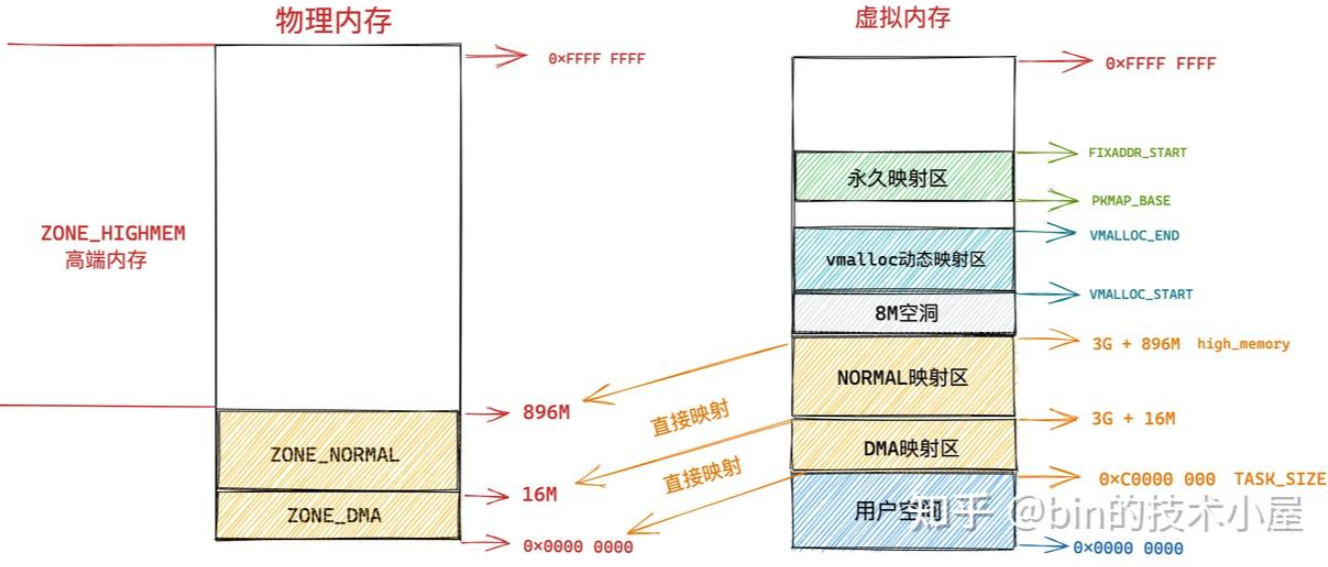 物理内存
虚拟内存
0×FFFF FFFF
0×FFFF FFFF
FIXADDR_START
永久映射区
PKMAP_BASE
ZONE_HIGHMEM
高端内存
VMALLOC_END
vmalloc动态映射区
VMALLOC_START
8M空洞
3G + 896M high_memory
NORMAL映射区
896M
直接映射
3G + 16M
ZONE_NORMAL
DMA映射区
直接映射
0×C0000 000 TASK_SIZE
16M
ZONE_DMA
用户空间
知乎 @bin的技术小屋
0×0000 0000
0×0000 0000